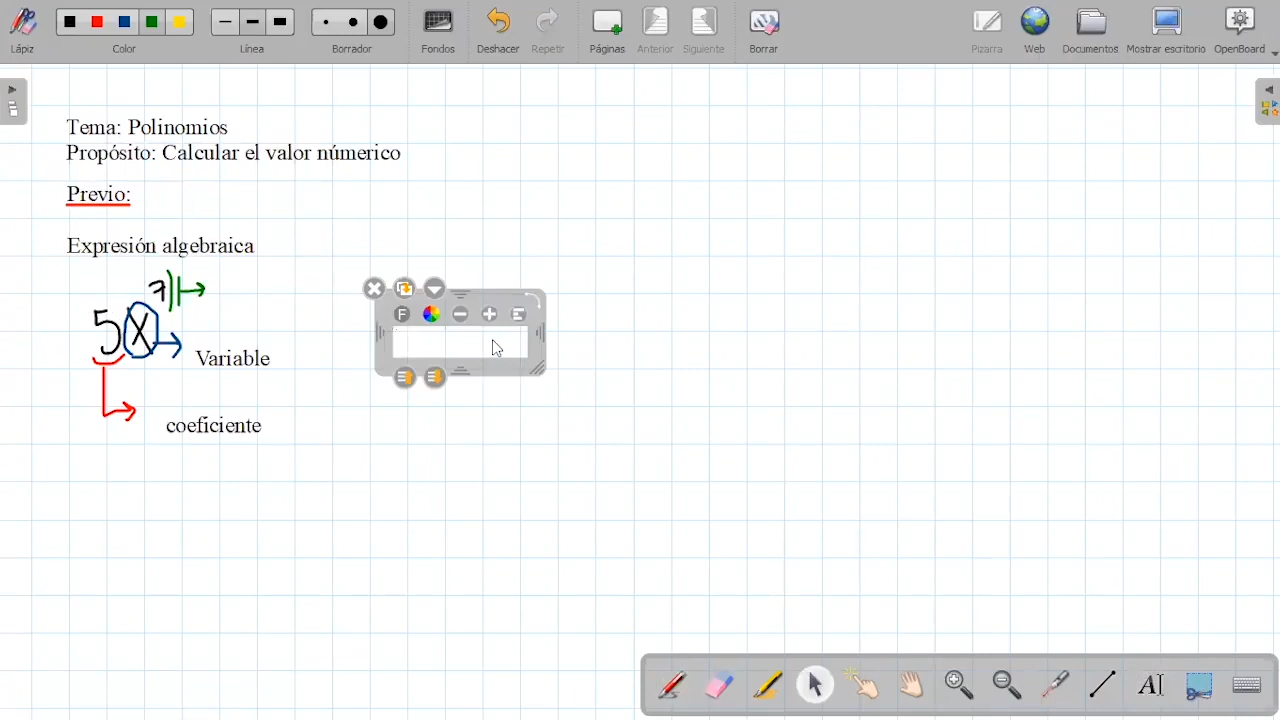 Lápiz
Color
Línea
Borrador
Fondos
Deshacer
Repetir
Páginas
Anterior
Siguiente
Borrar
Pizarra
Web
Documentos
Mostrar escritorio
OpenBoard
Tema: Polinomios
Propósito: Calcular el valor númerico
Previo:
Expresión algebraica
7
5x
Variable
coeficiente
F
A